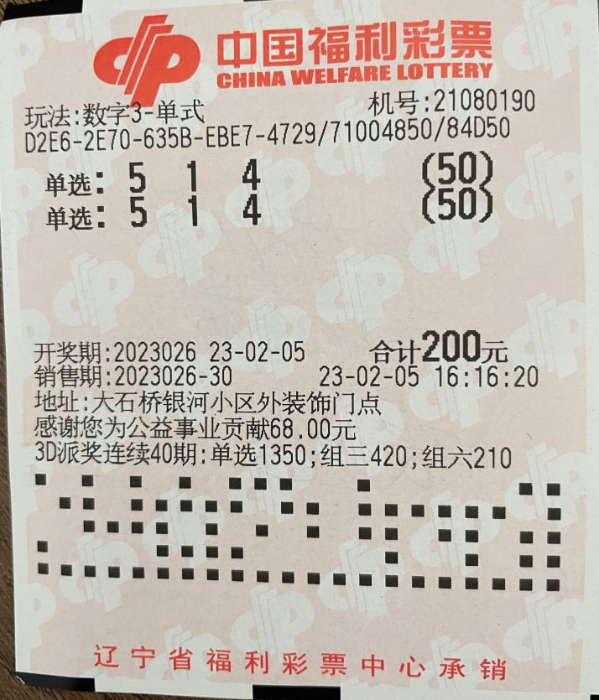 中国福利彩票
CHINA WELFARE LOTTERY
玩法:数字3-单式 机号:21080190
D2E6-2E70-635B-EBE7-4729/71004850/84D50
单选: 5 1 4 (50)
单选: 5 1 4 (50)
开奖期:2023026 23-02-05 合计200元
销售期:2023026-30 23-02-05 16:16:20
地址:大石桥银河小区外装饰门点
感谢您为公益事业贡献68.00元
3D派奖连续40期:单选1350;组三420;组六210
辽宁省福利彩票中心承销